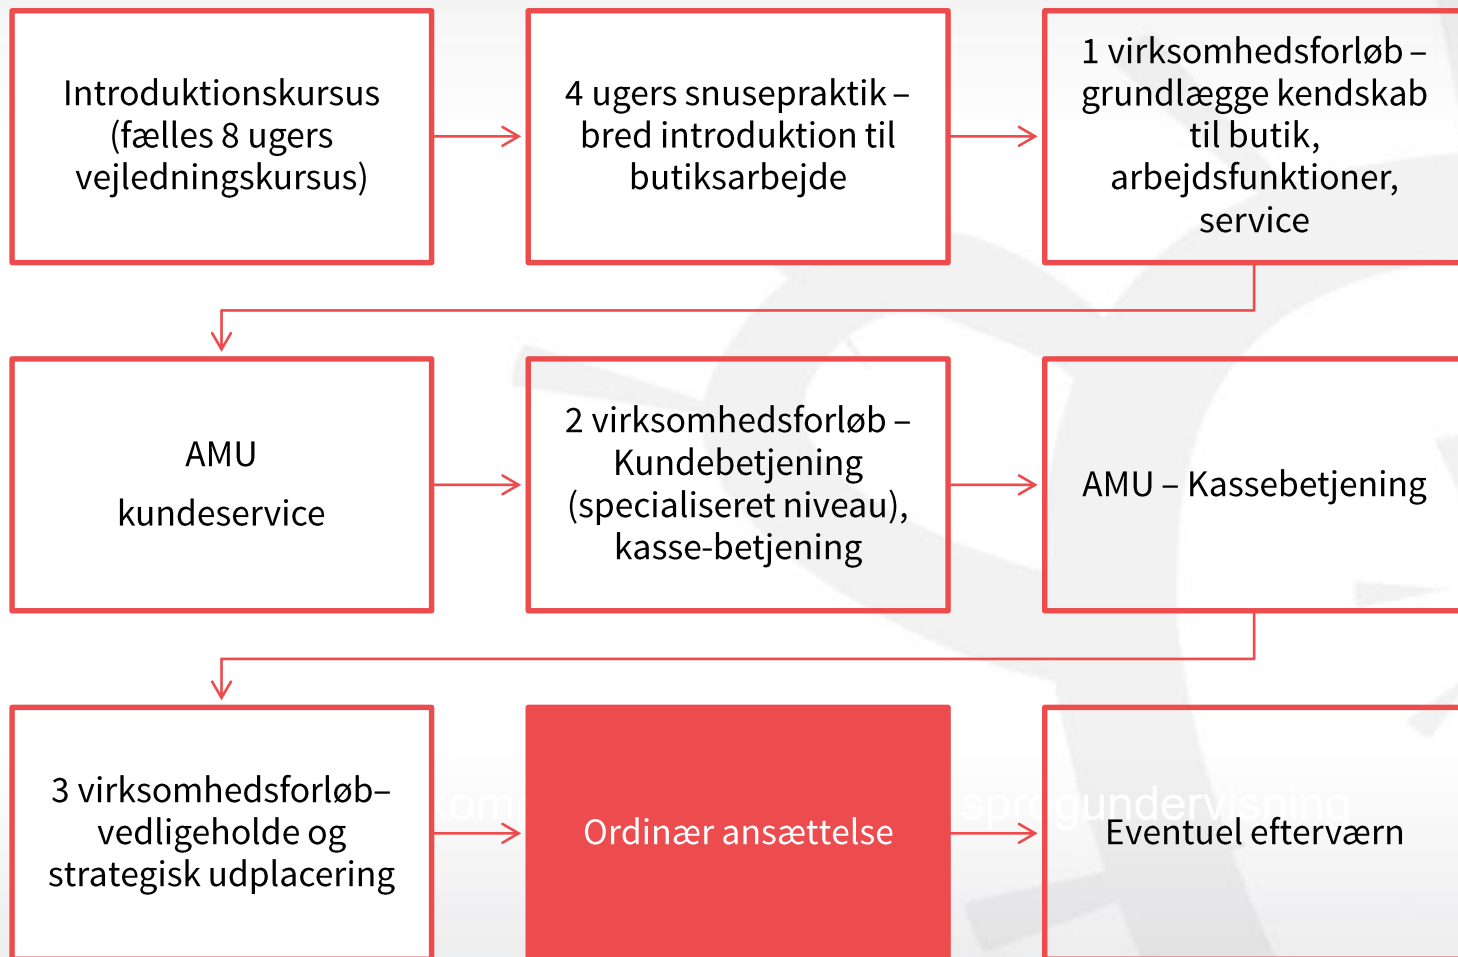 Introduktionskursus
(fælles 8 ugers
vejledningskursus)
4 ugers snusepraktik –
bred introduktion til
butiksarbejde
1 virksomhedsforløb –
grundlægge kendskab
til butik,
arbejdsfunktioner,
service
AMU
kundeservice
2 virksomhedsforløb –
Kundebetjening
(specialiseret niveau),
kasse-betjening
AMU – Kassebetjening
3 virksomhedsforløb–
vedligeholde og
strategisk udplacering
Ordinær ansættelse
Eventuel efterværn
sprogundervisning